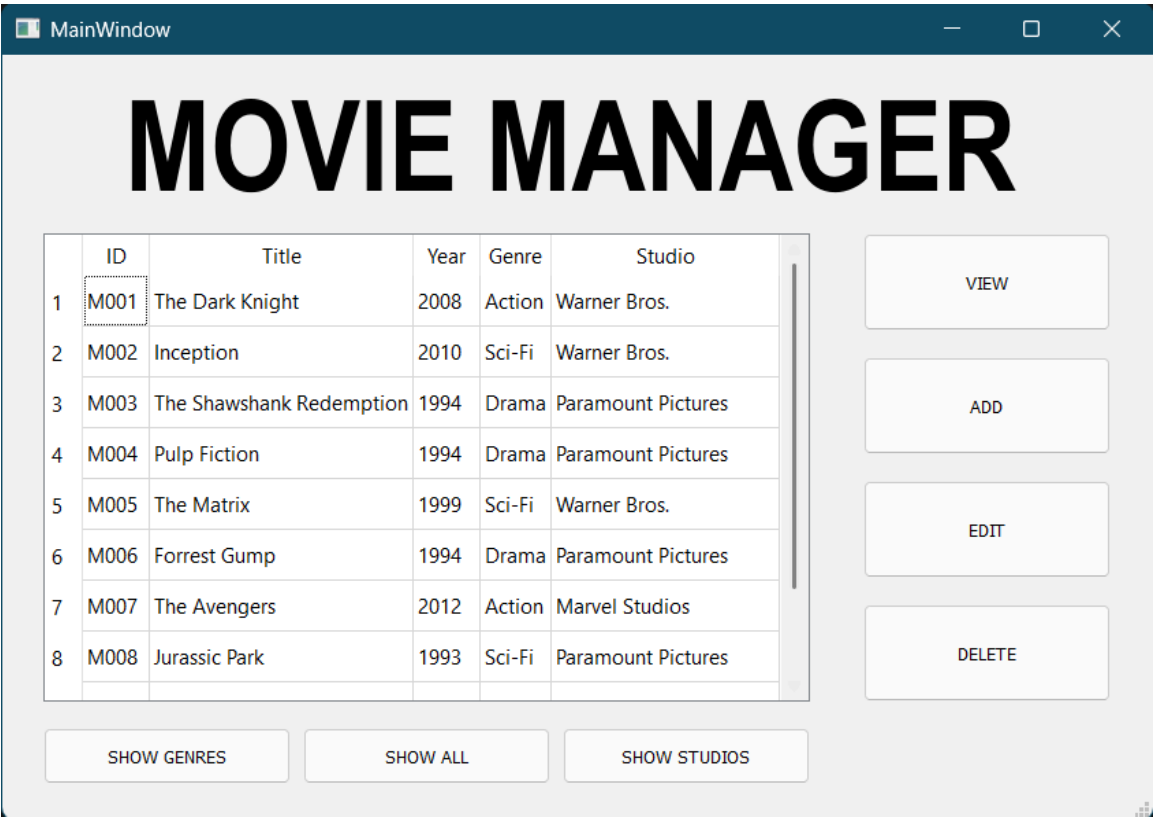 MainWindow
MOVIE MANAGER
ID Title Year Genre Studio
1 M001 The Dark Knight 2008 Action Warner Bros.
2 M002 Inception 2010 Sci-Fi Warner Bros.
3 M003 The Shawshank Redemption 1994 Drama Paramount Pictures
4 M004 Pulp Fiction 1994 Drama Paramount Pictures
5 M005 The Matrix 1999 Sci-Fi Warner Bros.
6 M006 Forrest Gump 1994 Drama Paramount Pictures
7 M007 The Avengers 2012 Action Marvel Studios
8 M008 Jurassic Park 1993 Sci-Fi Paramount Pictures
VIEW
ADD
EDIT
DELETE
SHOW GENRES SHOW ALL SHOW STUDIOS